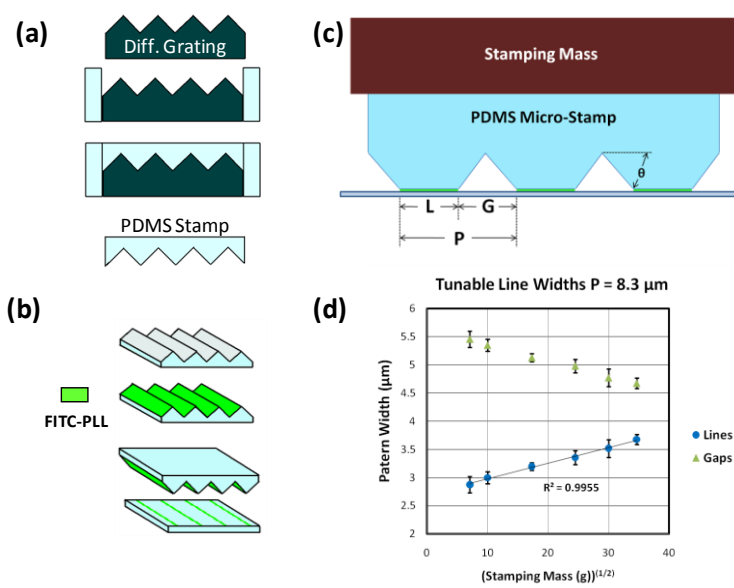 (a)
Diff. Grating
PDMS Stamp
(b)
FITC-PLL
(c)
Stamping Mass
PDMS Micro-Stamp
θ
L
G
P
(d)
Tunable Line Widths P = 8.3 μm
Patern Width (μm)
5.5
6
5
4.5
4
3.5
3
2.5
2
R² = 0.9955
0
10
20
30
40
(Stamping Mass (g))(1/2)
Lines
Gaps